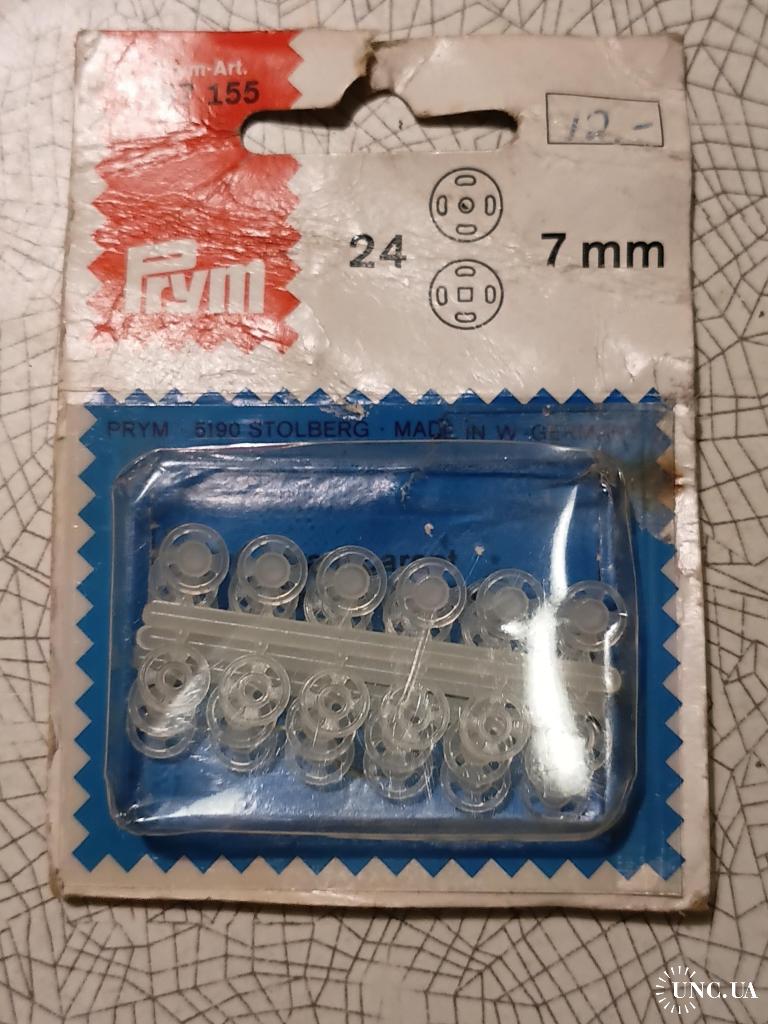 155
12.-
24
7 mm
Prym
PRYM · 5190 STOLBERG · MADE IN W.-GERMANY
UNC.UA